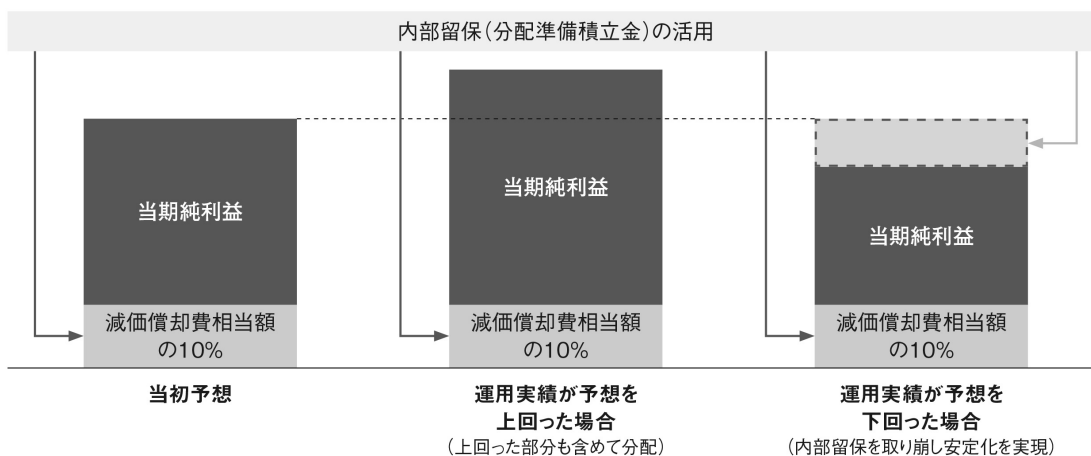 内部留保（分配準備積立金）の活用
当期純利益
減価償却費相当額
の10%
当初予想
当期純利益
減価償却費相当額
の10%
運用実績が予想を
上回った場合
（上回った部分も含めて分配）
当期純利益
減価償却費相当額
の10%
運用実績が予想を
下回った場合
（内部留保を取り崩し安定化を実現）